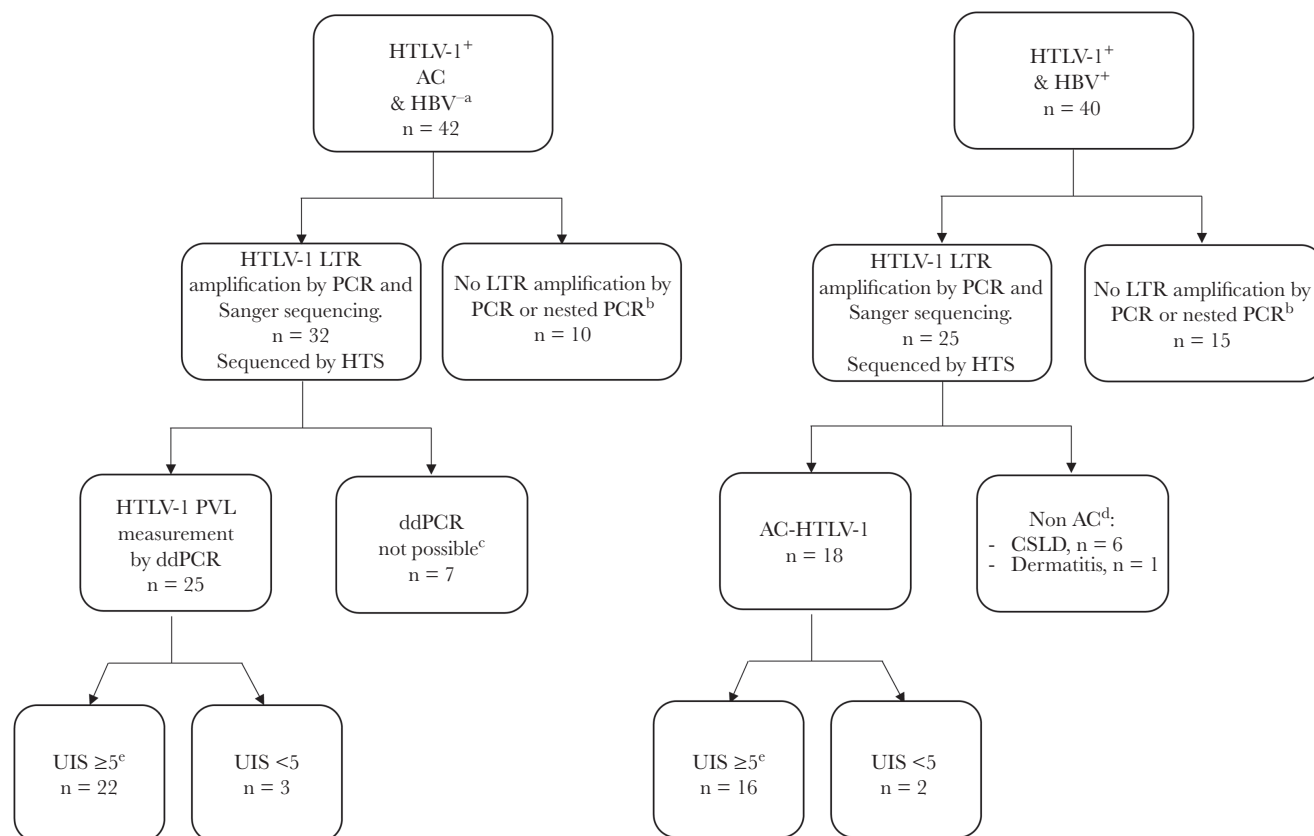 HTLV-1+
AC
& HBV–a
n = 42
HTLV-1+
& HBV+
n = 40
HTLV-1 LTR
amplification by PCR and
Sanger sequencing.
n = 32
Sequenced by HTS
No LTR amplification by
PCR or nested PCRb
n = 10
HTLV-1 LTR
amplification by PCR and
Sanger sequencing.
n = 25
Sequenced by HTS
No LTR amplification by
PCR or nested PCRb
n = 15
HTLV-1 PVL
measurement
by ddPCR
n = 25
ddPCR
not possiblec
n = 7
AC-HTLV-1
n = 18
Non ACd:
- CSLD, n = 6
- Dermatitis, n = 1
UIS ≥5e
n = 22
UIS <5
n = 3
UIS ≥5e
n = 16
UIS <5
n = 2